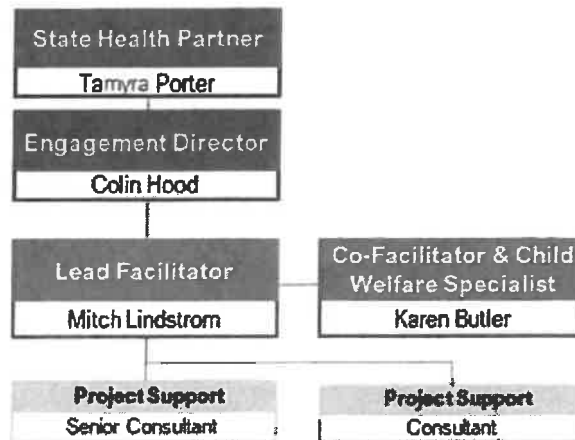 State Health Partner
Tamyra Porter
Engagement Director
Colin Hood
Lead Facilitator
Mitch Lindstrom
Co-Facilitator & Child
Welfare Specialist
Karen Butler
Project Support
Senior Consultant
Project Support
Consultant